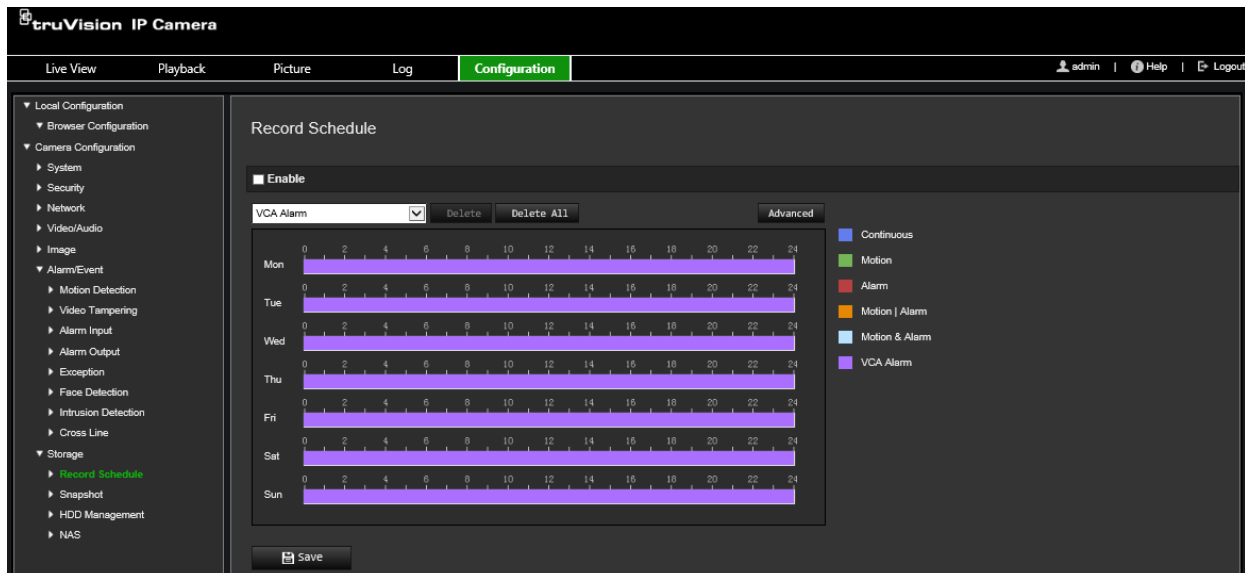 truVision IP Camera
Live View Playback Picture Log Configuration admin | Help | Logout
Local Configuration
Browser Configuration
Camera Configuration
System
Security
Network
Video/Audio
Image
Alarm/Event
Motion Detection
Video Tampering
Alarm Input
Alarm Output
Exception
Face Detection
Intrusion Detection
Cross Line
Storage
Record Schedule
Snapshot
HDD Management
NAS
Record Schedule
Enable
VCA Alarm Delete Delete All Advanced
0 2 4 6 8 10 12 14 16 18 20 22 24
Mon
0 2 4 6 8 10 12 14 16 18 20 22 24
Tue
0 2 4 6 8 10 12 14 16 18 20 22 24
Wed
0 2 4 6 8 10 12 14 16 18 20 22 24
Thu
0 2 4 6 8 10 12 14 16 18 20 22 24
Fri
0 2 4 6 8 10 12 14 16 18 20 22 24
Sat
0 2 4 6 8 10 12 14 16 18 20 22 24
Sun
Continuous
Motion
Alarm
Motion | Alarm
Motion & Alarm
VCA Alarm
Save